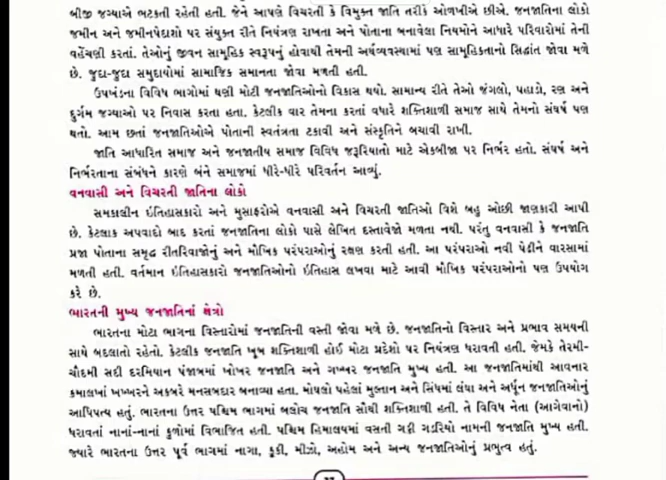 બીજી જગ્યાએ ભટકતી રહેતી હતી. જેને આપણે વિચરતી કે વિમુક્ત જાતિ તરીકે ઓળખીએ છીએ. જનજાતિના લોકો
જમીન અને જમીનપેદાશો પર સંયુક્ત રીતે નિયંત્રણ રાખતા અને પોતાના બનાવેલા નિયમોને આધારે પરિવારોમાં તેની
વહેંચણી કરતાં. તેઓનું જીવન સામૂહિક સ્વરૂપનું હોવાથી તેમની અર્થવ્યવસ્થામાં પણ સામૂહિકતાનો સિદ્ધાંત જોવા મળે
છે. જુદા-જુદા સમુદાયોમાં સામાજિક સમાનતા જોવા મળતી હતી.
ઉપખંડના વિવિધ ભાગોમાં ઘણી મોટી જનજાતિઓનો વિકાસ થયો. સામાન્ય રીતે તેઓ જંગલો, પહાડો, રણ અને
દુર્ગમ જગ્યાઓ પર નિવાસ કરતા હતા. કેટલીક વાર તેમના કરતાં વધારે શક્તિશાળી સમાજ સાથે તેમનો સંઘર્ષ પણ
થતો. આમ છતાં જનજાતિઓએ પોતાની સ્વતંત્રતા ટકાવી અને સંસ્કૃતિને બચાવી રાખી.
જાતિ આધારિત સમાજ અને જનજાતીય સમાજ વિવિધ જરૂરિયાતો માટે એકબીજા પર નિર્ભર હતો. સંઘર્ષ અને
નિર્ભરતાના સંબંધને કારણે બંને સમાજમાં ધીરે-ધીરે પરિવર્તન આવ્યું.
વનવાસી અને વિચરતી જાતિના લોકો
સમકાલીન ઇતિહાસકારો અને મુસાફરોએ વનવાસી અને વિચરતી જાતિઓ વિશે બહુ ઓછી જાણકારી આપી
છે. કેટલાક અપવાદો બાદ કરતાં જનજાતિના લોકો પાસે લેખિત દસ્તાવેજો મળતા નથી. પરંતુ વનવાસી કે જનજાતિ
પ્રજા પોતાના સમૃદ્ધ રીતરિવાજોનું અને મૌખિક પરંપરાઓનું રક્ષણ કરતી હતી. આ પરંપરાઓ નવી પેઢીને વારસામાં
મળતી હતી. વર્તમાન ઇતિહાસકારો જનજાતિઓનો ઇતિહાસ લખવા માટે આવી મૌખિક પરંપરાઓનો પણ ઉપયોગ
કરે છે.
ભારતની મુખ્ય જનજાતિનાં ક્ષેત્રો
ભારતના મોટા ભાગના વિસ્તારોમાં જનજાતિની વસ્તી જોવા મળે છે. જનજાતિનો વિસ્તાર અને પ્રભાવ સમયની
સાથે બદલાતો રહેતો. કેટલીક જનજાતિ ખૂબ શક્તિશાળી હોઈ મોટા પ્રદેશો પર નિયંત્રણ ધરાવતી હતી. જેમકે તેરમી-
ચૌદમી સદી દરમિયાન પંજાબમાં ખોખર જનજાતિ અને ગખ્ખર જનજાતિ મુખ્ય હતી. આ જનજાતિમાંથી આવનાર
કમાલખાં ગખ્ખરને અકબરે મનસબદાર બનાવ્યા હતા. મોઘલો પહેલાં મુલ્તાન અને સિંધમાં લંઘા અને અર્ઘૂન જનજાતિઓનું
આધિપત્ય હતું. ભારતના ઉત્તર પશ્ચિમ ભાગમાં બલોચ જનજાતિ સૌથી શક્તિશાળી હતી. તે વિવિધ નેતા (આગેવાનો)
ધરાવતાં નાનાં-નાનાં કુળોમાં વિભાજિત હતી. પશ્ચિમ હિમાલયમાં વસતી ગદ્દી ગડરિયો નામની જનજાતિ મુખ્ય હતી.
જ્યારે ભારતના ઉત્તર પૂર્વ ભાગમાં નાગા, કૂકી, મીઝો, અહોમ અને અન્ય જનજાતિઓનું પ્રભુત્વ હતું.